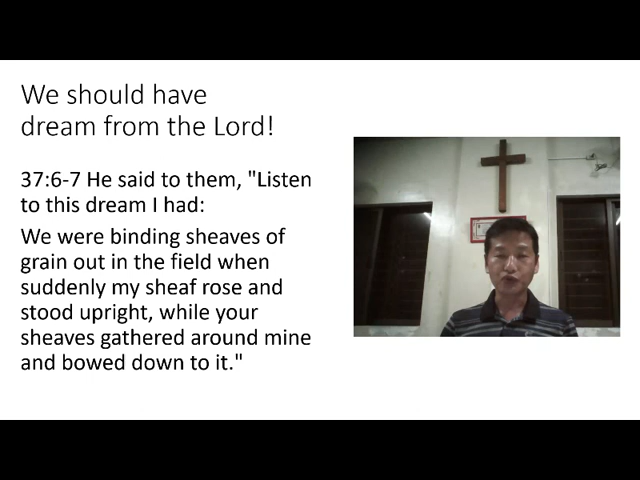 We should have
dream from the Lord!
37:6-7 He said to them, "Listen
to this dream I had:
We were binding sheaves of
grain out in the field when
suddenly my sheaf rose and
stood upright, while your
sheaves gathered around mine
and bowed down to it."